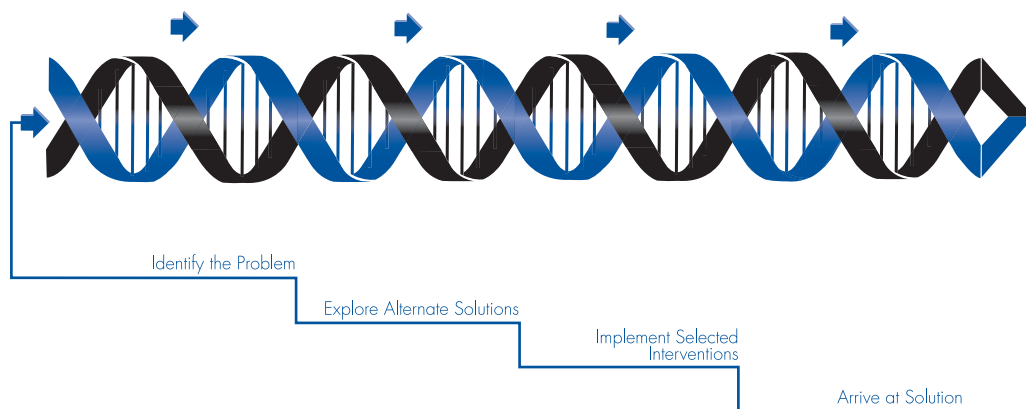 Identify the Problem
Explore Alternate Solutions
Implement Selected
Interventions
Arrive at Solution